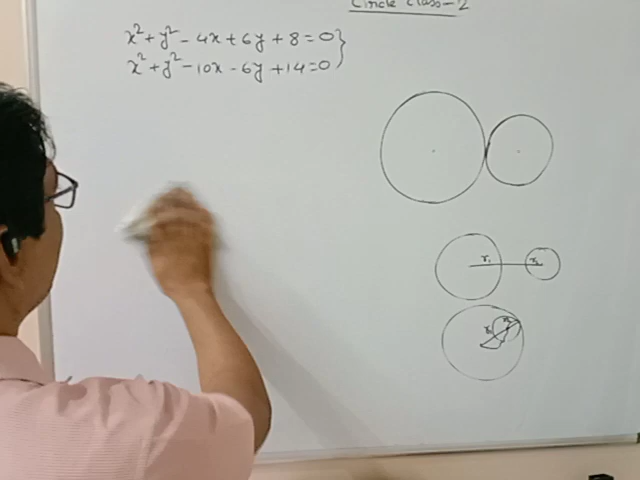 Circle Class-2
x² + y² - 4x + 6y + 8 = 0 }
x² + y² - 10x - 6y + 14 = 0
r₁
r₂